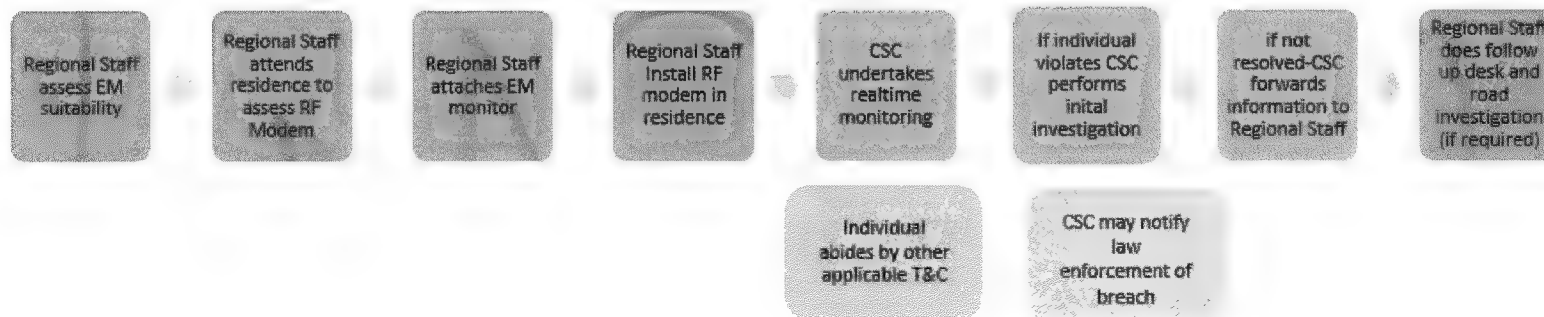 Regional Staff
assess EM
suitability
Regional Staff
attends
residence to
assess RF
Modem
Regional Staff
attaches EM
monitor
Regional Staff
Install RF
modem in
residence
CSC
undertakes
realtime
monitoring
If individual
violates CSC
performs
inital
investigation
if not
resolved-CSC
forwards
information to
Regional Staff
Regional Staff
does follow
up desk and
road
investigation
(if required)
Individual
abides by other
applicable T&C
CSC may notify
law
enforcement of
breach